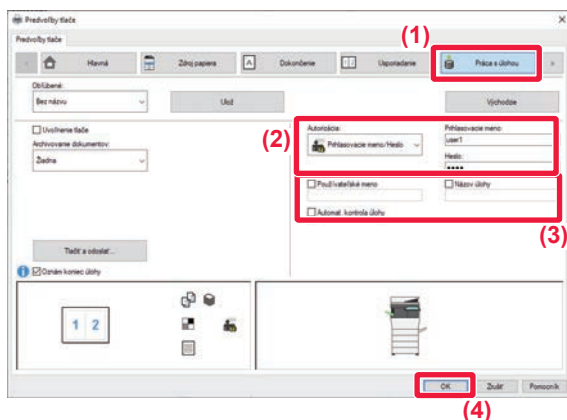 Predvoľby tlače
Predvoľby tlače
(1)
Hlavná
Zdroj papiera
Dokončenie
Usporiadanie
Práca s úlohou
Obľúbené:
Bez názvu
Ulož
Východzie
Uvoľnenie tlače
Archivovanie dokumentov:
Žiadna
(2)
Autorizácia:
Prihlasovacie meno/Heslo
Prihlasovacie meno:
user1
Heslo:
••••
Používateľské meno
Názov úlohy
Automat. kontrola úlohy
(3)
Tlačiť a odoslať...
Oznám koniec úlohy
1 2
OK
Zrušiť
Pomocník
(4)